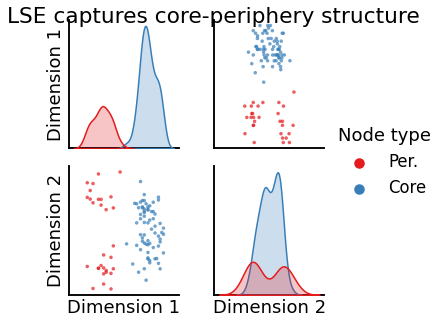 LSE captures core-periphery structure
Dimension 1
Node type
Per.
Core
Dimension 2
Dimension 1
Dimension 2